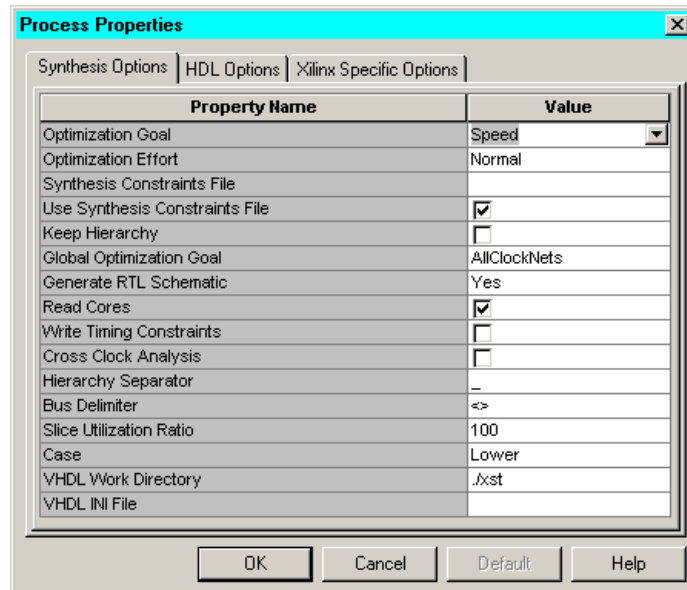 Process Properties
Synthesis Options HDL Options Xilinx Specific Options
Property Name Value
Optimization Goal Speed
Optimization Effort Normal
Synthesis Constraints File
Use Synthesis Constraints File
Keep Hierarchy
Global Optimization Goal AllClockNets
Generate RTL Schematic Yes
Read Cores
Write Timing Constraints
Cross Clock Analysis
Hierarchy Separator _
Bus Delimiter <>
Slice Utilization Ratio 100
Case Lower
VHDL Work Directory ./xst
VHDL INI File
OK Cancel Default Help